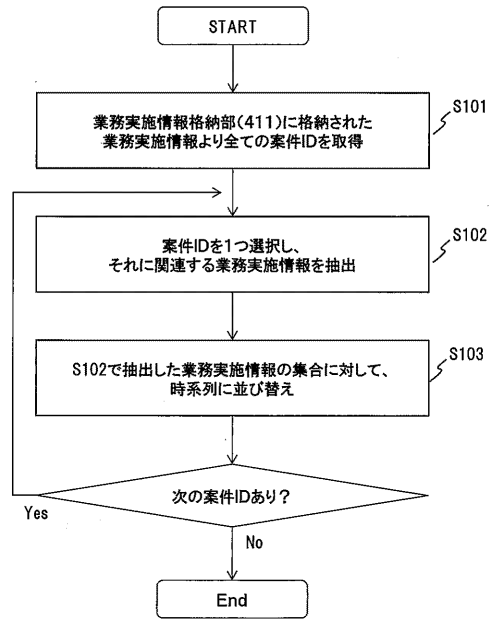 START
S101
業務実施情報格納部(411)に格納された
業務実施情報より全ての案件IDを取得
S102
案件IDを1つ選択し、
それに関連する業務実施情報を抽出
S103
S102で抽出した業務実施情報の集合に対して、
時系列に並び替え
次の案件IDあり?
Yes
No
End